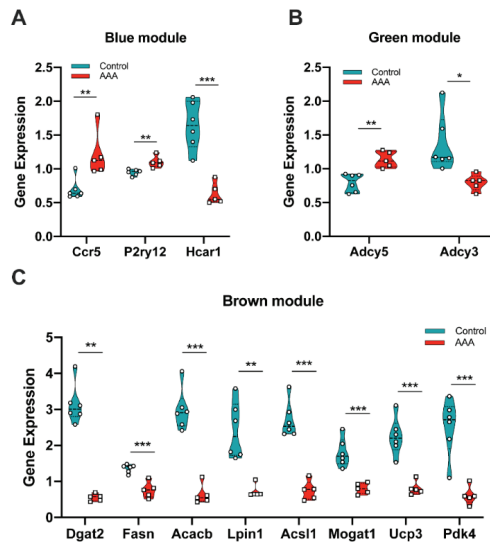 A
Blue module
Control
AAA
Gene Expression
2.5
2.0
1.5
1.0
0.5
0.0
**
**
***
Ccr5 P2ry12 Hcar1
B
Green module
Control
AAA
Gene Expression
2.5
2.0
1.5
1.0
0.5
0.0
**
*
Adcy5 Adcy3
C
Brown module
Control
AAA
Gene Expression
5
4
3
2
1
0
**
***
***
**
***
***
***
***
Dgat2 Fasn Acacb Lpin1 Acsl1 Mogat1 Ucp3 Pdk4